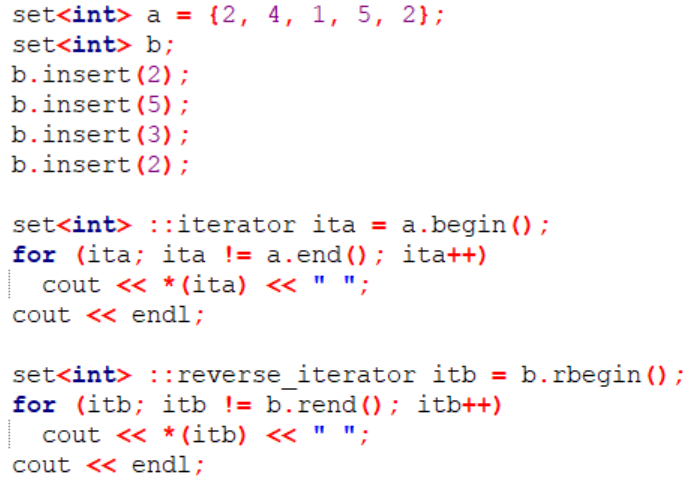 set<int> a = {2, 4, 1, 5, 2};
set<int> b;
b.insert(2);
b.insert(5);
b.insert(3);
b.insert(2);
set<int> ::iterator ita = a.begin();
for (ita; ita != a.end(); ita++)
cout << *(ita) << " ";
cout << endl;
set<int> ::reverse_iterator itb = b.rbegin();
for (itb; itb != b.rend(); itb++)
cout << *(itb) << " ";
cout << endl;